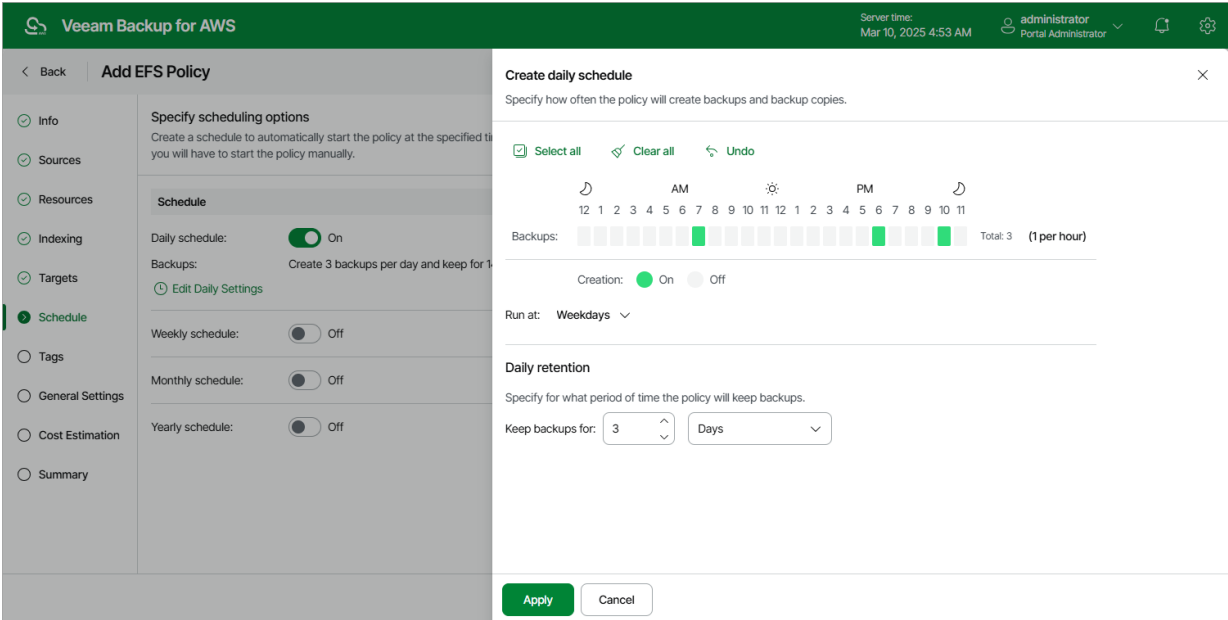 Veeam Backup for AWS
Server time:
Mar 10, 2025 4:53 AM
administrator
Portal Administrator
Back
Add EFS Policy
Info
Sources
Resources
Indexing
Targets
Schedule
Tags
General Settings
Cost Estimation
Summary
Specify scheduling options
Create a schedule to automatically start the policy at the specified
you will have to start the policy manually.
Schedule
Daily schedule:
On
Backups:
Create 3 backups per day and keep for
Edit Daily Settings
Weekly schedule:
Off
Monthly schedule:
Off
Yearly schedule:
Off
Create daily schedule
Specify how often the policy will create backups and backup copies.
Select all
Clear all
Undo
AM
PM
12 1 2 3 4 5 6 7 8 9 10 11 12 1 2 3 4 5 6 7 8 9 10 11
Backups:
Total: 3
(1 per hour)
Creation:
On
Off
Run at:
Weekdays
Daily retention
Specify for what period of time the policy will keep backups.
Keep backups for:
3
Days
Apply
Cancel